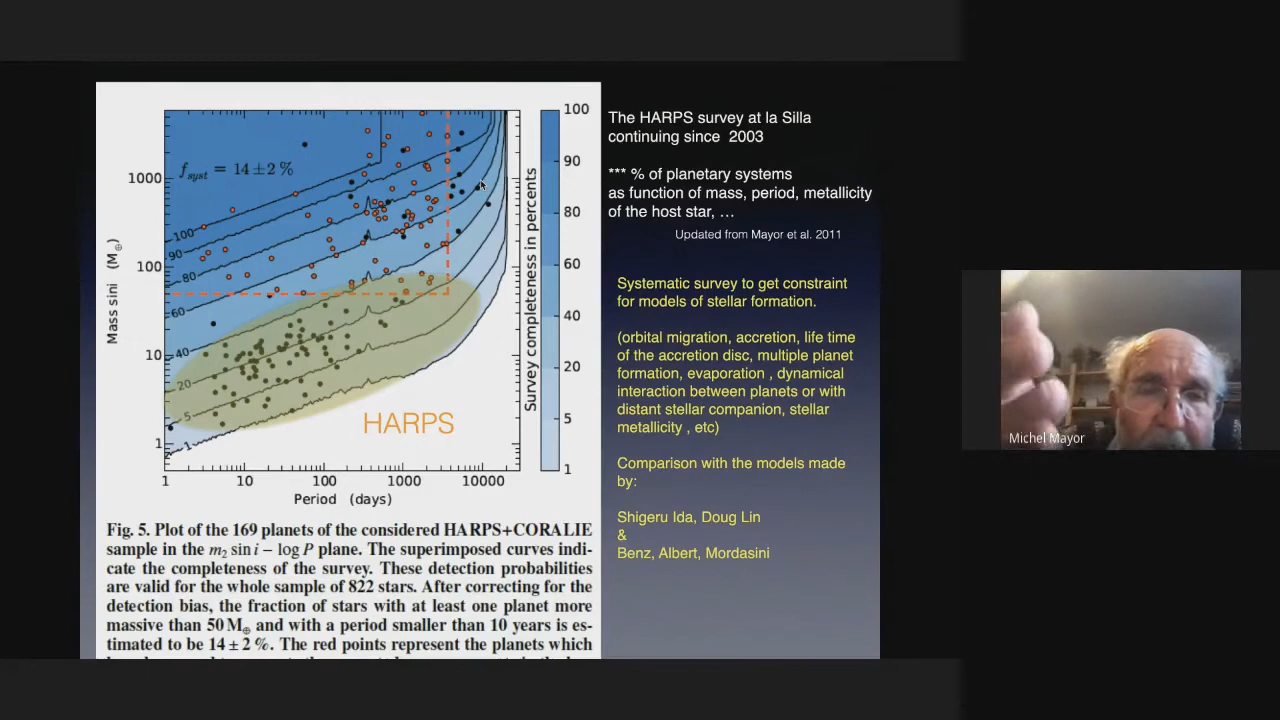 100
90
80
60
40
20
5
1
Survey completeness in percents
1000
100
10
1
Mass sini (M⊕)
f_syst = 14±2 %
100
90
80
60
40
20
5
1
HARPS
1 10 100 1000 10000
Period (days)
Fig. 5. Plot of the 169 planets of the considered HARPS+CORALIE
sample in the m₂ sin i − log P plane. The superimposed curves indi-
cate the completeness of the survey. These detection probabilities
are valid for the whole sample of 822 stars. After correcting for the
detection bias, the fraction of stars with at least one planet more
massive than 50 M⊕ and with a period smaller than 10 years is es-
timated to be 14 ± 2 %. The red points represent the planets which
The HARPS survey at la Silla
continuing since 2003
*** % of planetary systems
as function of mass, period, metallicity
of the host star, ...
Updated from Mayor et al. 2011
Systematic survey to get constraint
for models of stellar formation.
(orbital migration, accretion, life time
of the accretion disc, multiple planet
formation, evaporation , dynamical
interaction between planets or with
distant stellar companion, stellar
metallicity , etc)
Comparison with the models made
by:
Shigeru Ida, Doug Lin
&
Benz, Albert, Mordasini
Michel Mayor